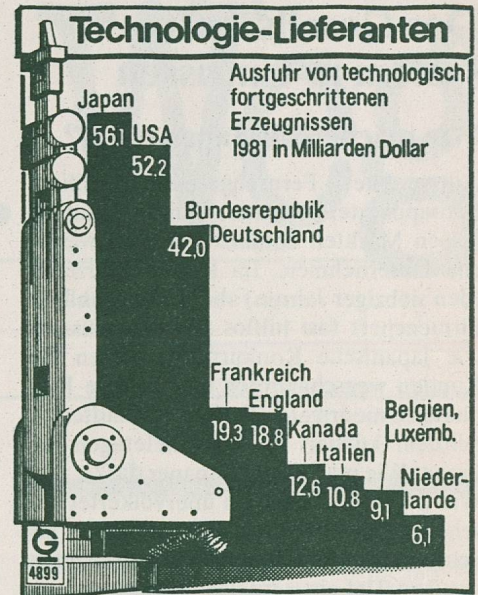 Technologie-Lieferanten
Ausfuhr von technologisch
fortgeschrittenen
Erzeugnissen
1981 in Milliarden Dollar
Japan
56,1
USA
52,2
Bundesrepublik
Deutschland
42,0
Frankreich
19,3
England
18.8
Kanada
12,6
Italien
10.8
Belgien,
Luxemb.
9,1
Nieder-
lande
6,1
G
4899